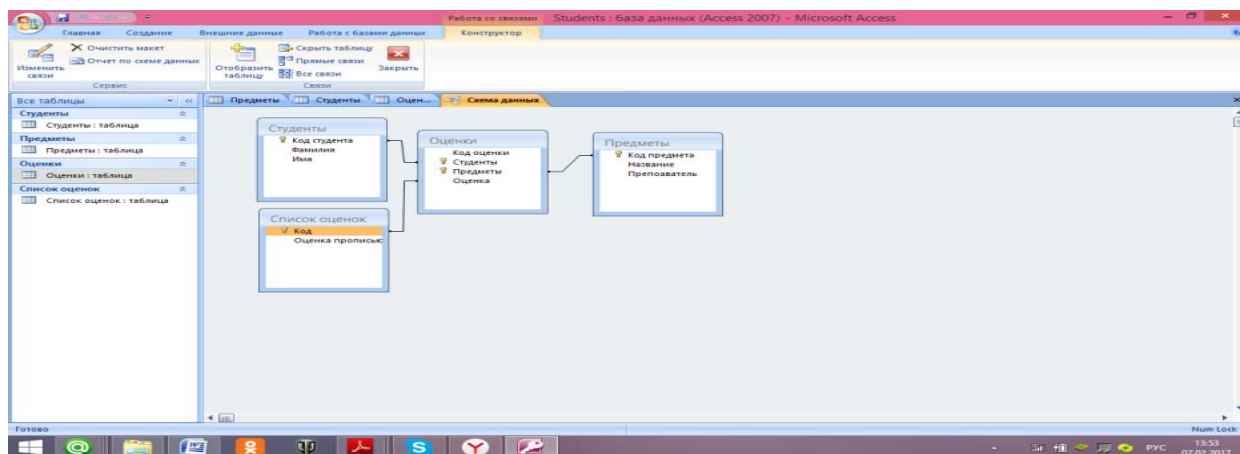 Работа со связями Students : база данных (Access 2007) - Microsoft Access
Главная Создание Внешние данные Работа с базами данных Конструктор
Изменить связи
Очистить макет
Отчет по схеме данных
Сервис
Отобразить таблицу
Скрыть таблицу
Прямые связи
Все связи
Закрыть
Связи
Все таблицы
Студенты
Студенты : таблица
Предметы
Предметы : таблица
Оценки
Оценки : таблица
Список оценок
Список оценок : таблица
Предметы Студенты Оцен... Схема данных
Студенты
Код студента
Фамилия
Имя
Оценки
Код оценки
Студенты
Предметы
Оценка
Предметы
Код предмета
Название
Препоаватель
Список оценок
Код
Оценка прописью
Готово
Num Lock
РУС
13:53
07.02.2017